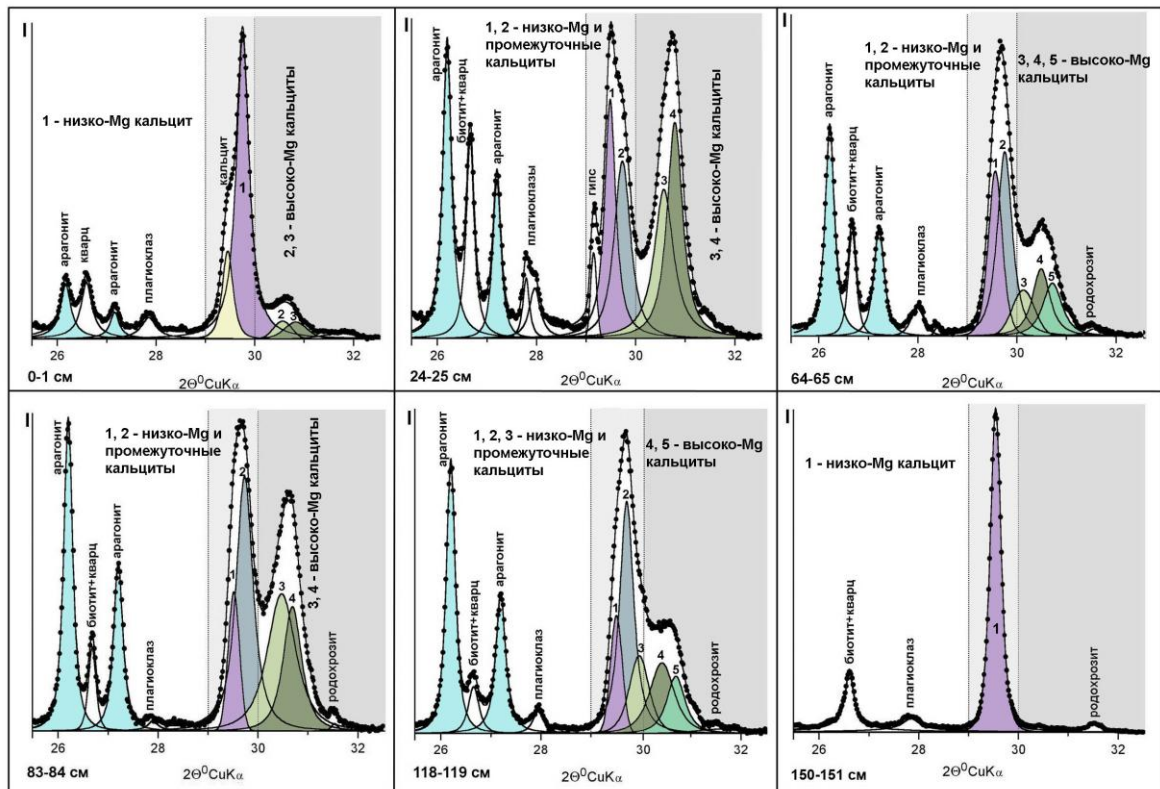 I
1 - низко-Mg кальцит
арагонит
кварц
арагонит
плагиоклаз
кальцит
1
2
3
2, 3 - высоко-Mg кальциты
26
28
30
32
0-1 см
2Θ⁰CuKα
I
1, 2 - низко-Mg и
промежуточные
кальциты
арагонит
биотит+кварц
арагонит
плагиоклазы
гипс
1
2
3
4
3, 4 - высоко-Mg кальциты
26
28
30
32
24-25 см
2Θ⁰CuKα
I
1, 2 - низко-Mg и
промежуточные
кальциты
3, 4, 5 - высоко-Mg
кальциты
арагонит
биотит+кварц
арагонит
плагиоклаз
1
2
3
4
5
родохрозит
26
28
30
32
64-65 см
2Θ⁰CuKα
I
1, 2 - низко-Mg и
промежуточные
кальциты
арагонит
биотит+кварц
арагонит
плагиоклаз
1
2
3
4
3, 4 - высоко-Mg кальциты
родохрозит
26
28
30
32
83-84 см
2Θ⁰CuKα
I
1, 2, 3 - низко-Mg и
промежуточные
кальциты
4, 5 - высоко-Mg
кальциты
арагонит
биотит+кварц
арагонит
плагиоклаз
1
2
3
4
5
родохрозит
26
28
30
32
118-119 см
2Θ⁰CuKα
I
1 - низко-Mg кальцит
биотит+кварц
плагиоклаз
1
родохрозит
26
28
30
32
150-151 см
2Θ⁰CuKα